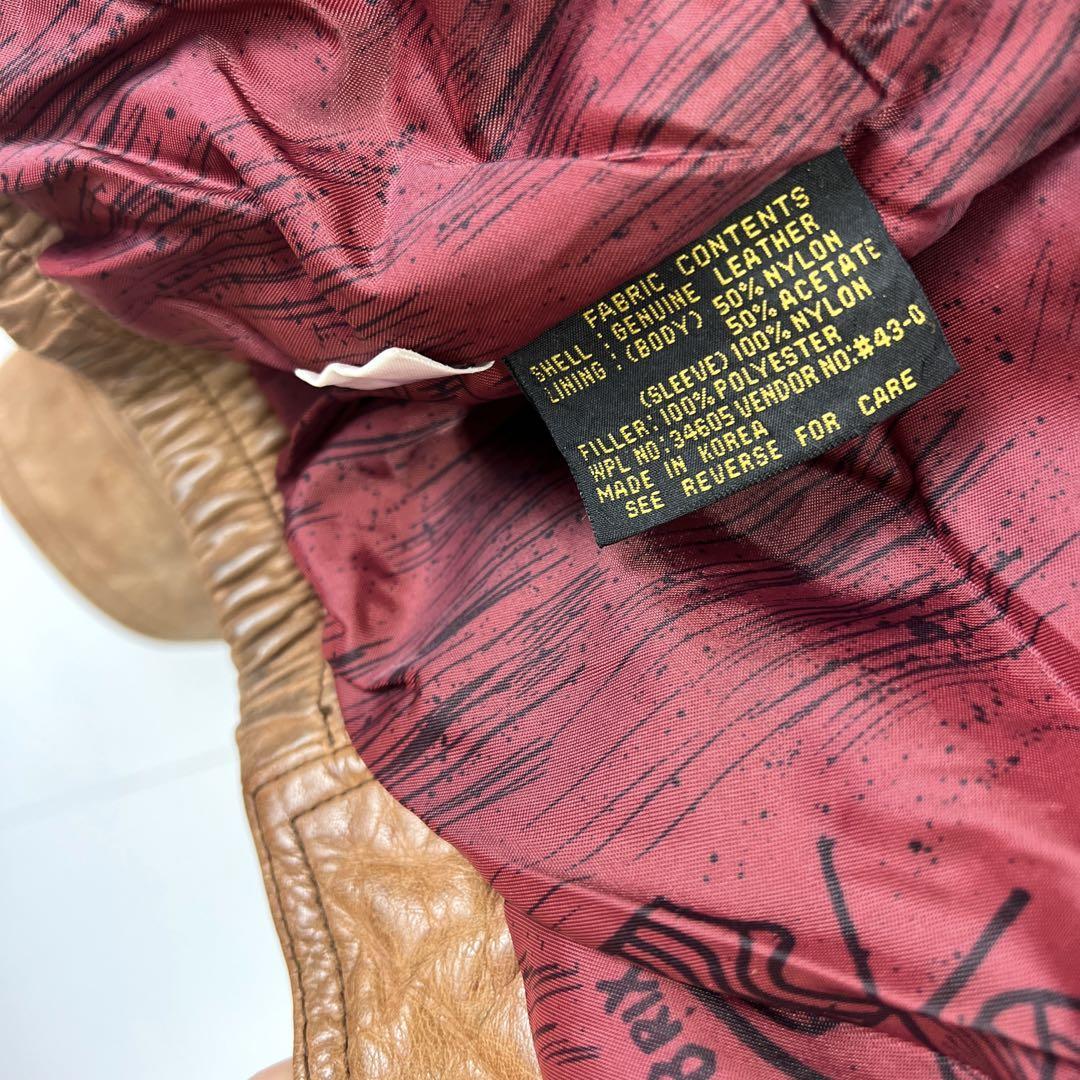 FABRIC CONTENTS
SHELL : GENUINE LEATHER
LINING : (BODY) 50% NYLON
50% ACETATE
(SLEEVE) 100% NYLON
FILLER: 100% POLYESTER
WPL NO: 34605 VENDOR NO: #43-0
MADE IN KOREA
SEE REVERSE FOR CARE